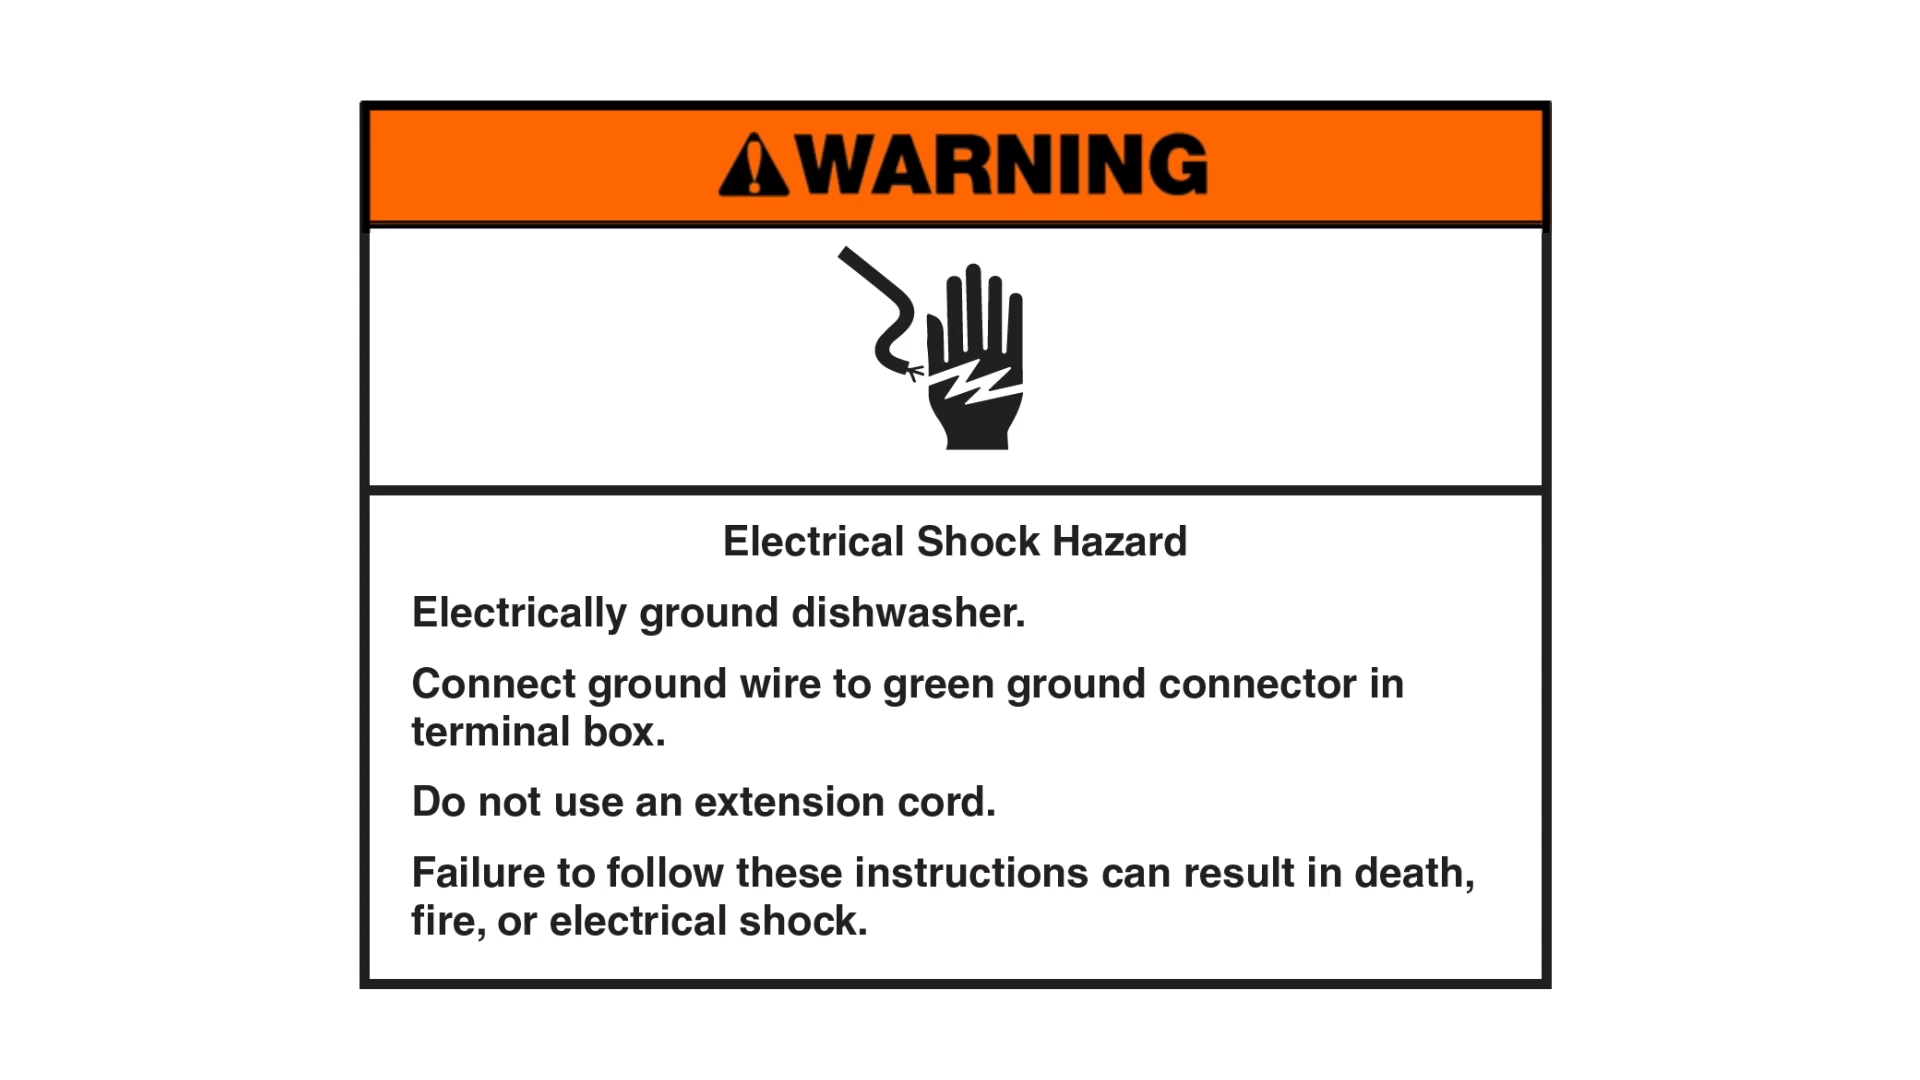 WARNING
Electrical Shock Hazard
Electrically ground dishwasher.
Connect ground wire to green ground connector in
terminal box.
Do not use an extension cord.
Failure to follow these instructions can result in death,
fire, or electrical shock.